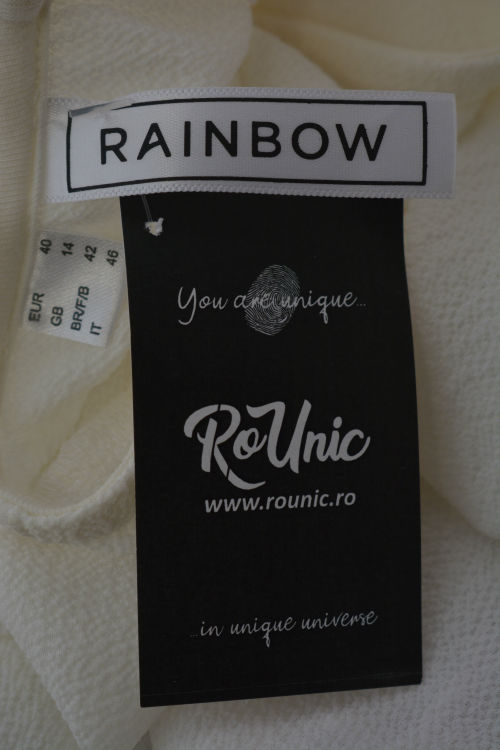 RAINBOW
EUR 40
GB 14
BR/F/B 42
IT 46
You are unique...
RoUnic
www.rounic.ro
...in unique universe